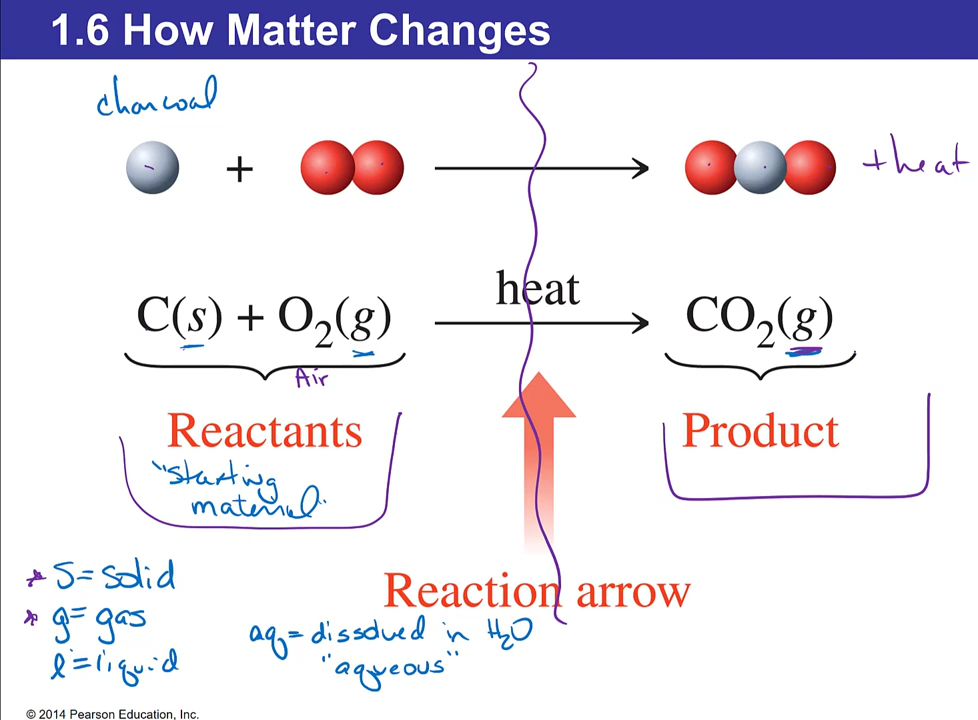 1.6 How Matter Changes
charcoal
+
+ heat
heat
C(s) + O₂(g)
CO₂(g)
Air
Reactants
Product
"starting
material"
Reaction arrow
* S = solid
* g = gas
l = liquid
aq = dissolved in H₂O
"aqueous"
© 2014 Pearson Education, Inc.